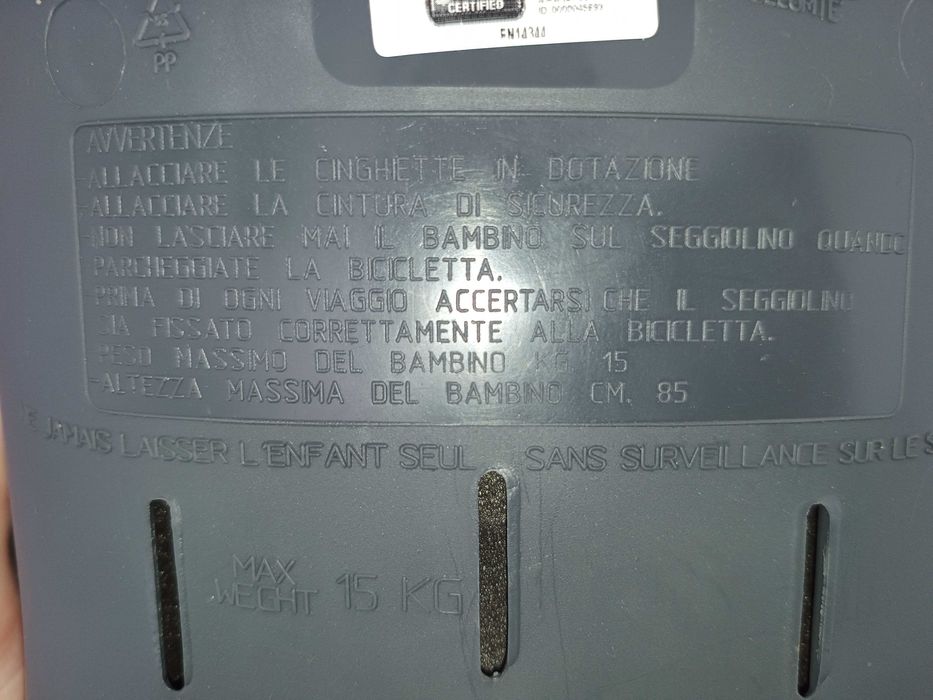 CERTIFIED
EN14344
PP
AVVERTENZE
-ALLACCIARE LE CINGHIETTE IN DOTAZIONE
-ALLACCIARE LA CINTURA DI SICUREZZA.
-NON LASCIARE MAI IL BAMBINO SUL SEGGIOLINO QUANDO
PARCHEGGIATE LA BICICLETTA.
-PRIMA DI OGNI VIAGGIO ACCERTARSI CHE IL SEGGIOLINO
SIA FISSATO CORRETTAMENTE ALLA BICICLETTA.
-PESO MASSIMO DEL BAMBINO KG. 15
-ALTEZZA MASSIMA DEL BAMBINO CM. 85
JAMAIS LAISSER L'ENFANT SEUL SANS SURVEILLANCE SUR LE
MAX
WEGHT 15 KG